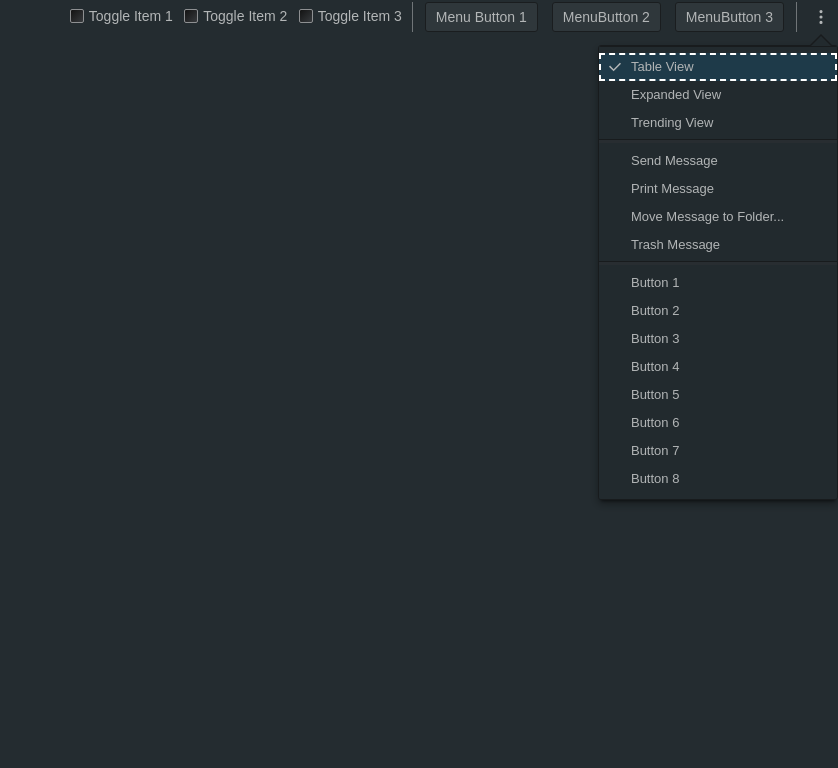 Toggle Item 1 Toggle Item 2 Toggle Item 3 Menu Button 1 MenuButton 2 MenuButton 3
Table View
Expanded View
Trending View
Send Message
Print Message
Move Message to Folder...
Trash Message
Button 1
Button 2
Button 3
Button 4
Button 5
Button 6
Button 7
Button 8